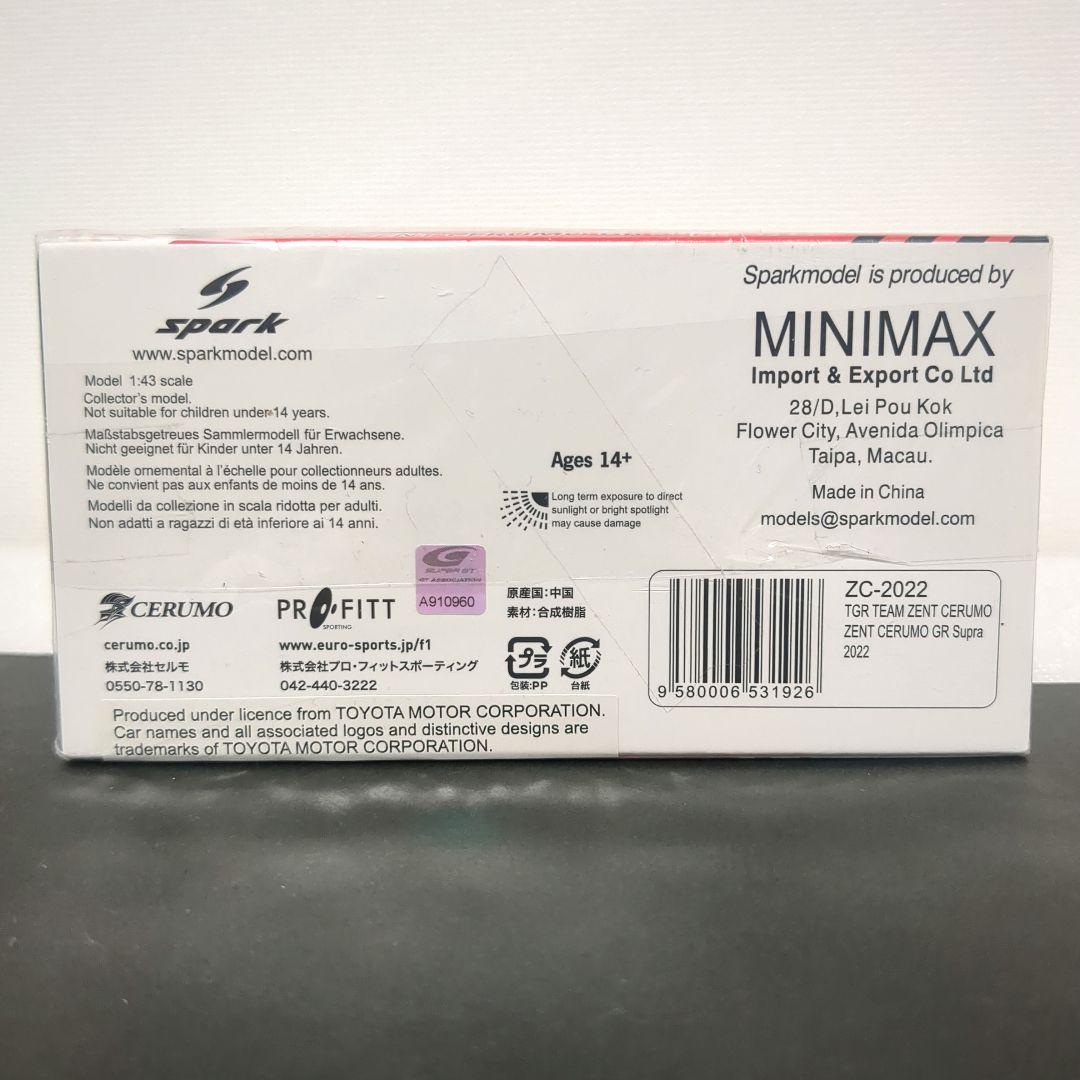 spark
www.sparkmodel.com
Model 1:43 scale
Collector's model.
Not suitable for children under 14 years.
Maßstabsgetreues Sammlermodell für Erwachsene.
Nicht geeignet für Kinder unter 14 Jahren.
Modèle ornemental à l'échelle pour collectionneurs adultes.
Ne convient pas aux enfants de moins de 14 ans.
Modelli da collezione in scala ridotta per adulti.
Non adatti a ragazzi di età inferiore ai 14 anni.
Ages 14+
Long term exposure to direct
sunlight or bright spotlight
may cause damage
Sparkmodel is produced by
MINIMAX
Import & Export Co Ltd
28/D,Lei Pou Kok
Flower City, Avenida Olimpica
Taipa, Macau.
Made in China
models@sparkmodel.com
CERUMO
cerumo.co.jp
株式会社セルモ
0550-78-1130
PROFITT
SPORTING
www.euro-sports.jp/f1
株式会社プロ・フィットスポーティング
042-440-3222
SUPER GT
GT ASSOCIATION
A910960
原産国:中国
素材:合成樹脂
プラ
包装:PP
紙
台紙
ZC-2022
TGR TEAM ZENT CERUMO
ZENT CERUMO GR Supra
2022
9 580006 531926
Produced under licence from TOYOTA MOTOR CORPORATION.
Car names and all associated logos and distinctive designs are
trademarks of TOYOTA MOTOR CORPORATION.